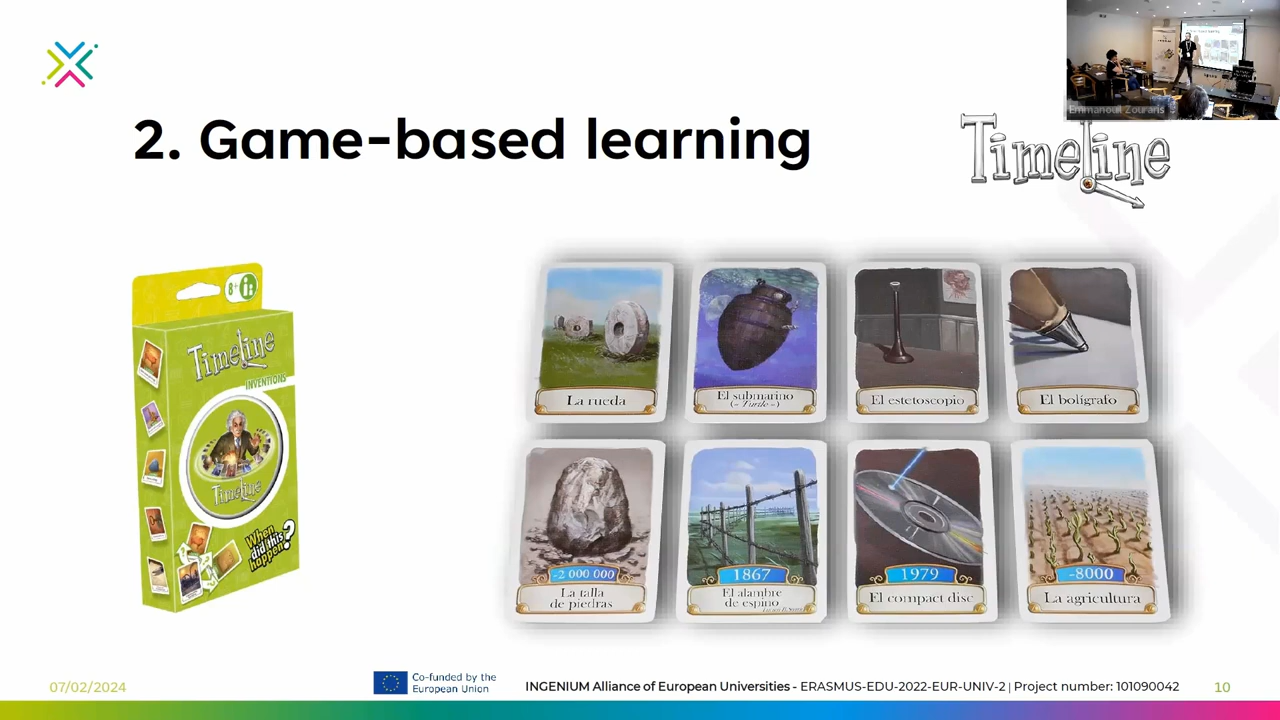 Emmanouil Zouraris
2. Game-based learning
Timeline
8+
Timeline
INVENTIONS
Timeline
When
did this
happen?
La rueda
El submarino
(« Turtle »)
El estetoscopio
El bolígrafo
-2 000 000
La talla
de piedras
1867
El alambre
de espino
1979
El compact disc
-8000
La agricultura
07/02/2024
Co-funded by the
European Union
INGENIUM Alliance of European Universities - ERASMUS-EDU-2022-EUR-UNIV-2 | Project number: 101090042
10